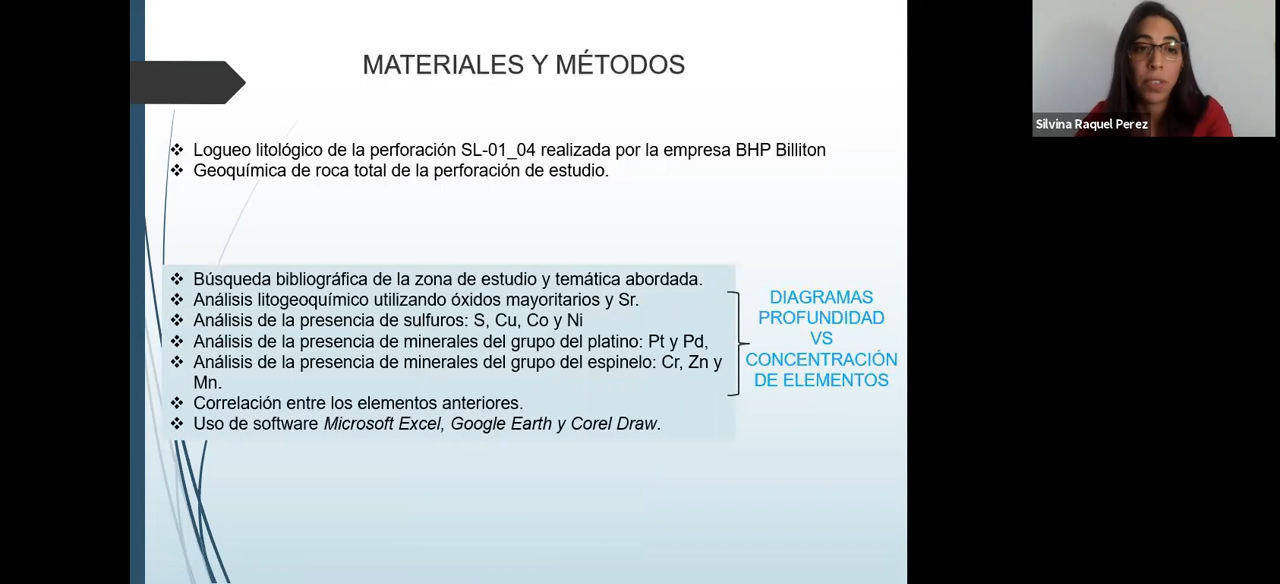 MATERIALES Y MÉTODOS
❖ Logueo litológico de la perforación SL-01_04 realizada por la empresa BHP Billiton
❖ Geoquímica de roca total de la perforación de estudio.
❖ Búsqueda bibliográfica de la zona de estudio y temática abordada.
❖ Análisis litogeoquímico utilizando óxidos mayoritarios y Sr.
❖ Análisis de la presencia de sulfuros: S, Cu, Co y Ni
❖ Análisis de la presencia de minerales del grupo del platino: Pt y Pd,
❖ Análisis de la presencia de minerales del grupo del espinelo: Cr, Zn y
Mn.
❖ Correlación entre los elementos anteriores.
❖ Uso de software Microsoft Excel, Google Earth y Corel Draw.
DIAGRAMAS
PROFUNDIDAD
VS
CONCENTRACIÓN
DE ELEMENTOS
Silvina Raquel Perez